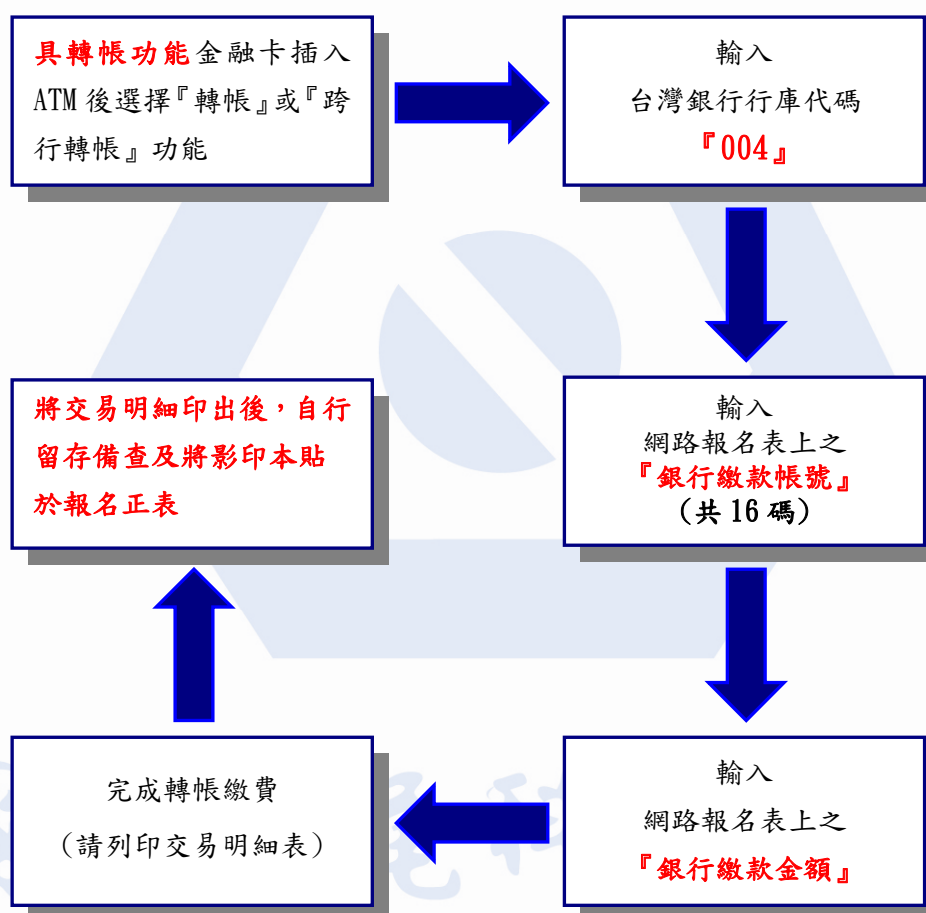 具轉帳功能金融卡插入
ATM後選擇『轉帳』或『跨
行轉帳』功能
輸入
台灣銀行行庫代碼
『004』
輸入
網路報名表上之
『銀行繳款帳號』
(共16碼)
輸入
網路報名表上之
『銀行繳款金額』
完成轉帳繳費
(請列印交易明細表)
將交易明細印出後，自行
留存備查及將影印本貼
於報名正表